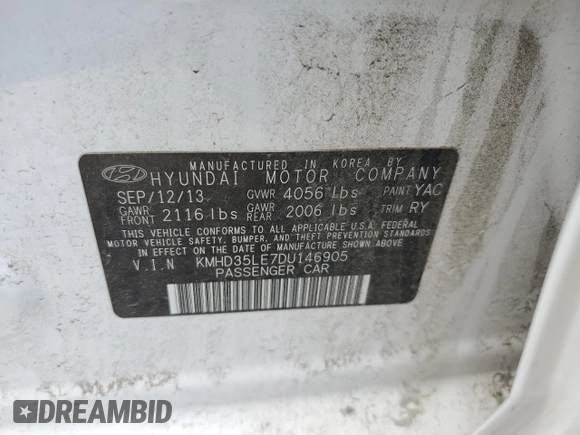 MANUFACTURED IN KOREA BY
HYUNDAI MOTOR COMPANY
SEP/12/13 GVWR 4056 lbs PAINT YAC
GAWR FRONT 2116 lbs GAWR REAR 2006 lbs TRIM RY
THIS VEHICLE CONFORMS TO ALL APPLICABLE U.S.A FEDERAL
MOTOR VEHICLE SAFETY, BUMPER, AND THEFT PREVENTION STANDARDS
IN EFFECT ON THE DATE OF MANUFACTURE SHOWN ABOVE.
V.I.N KMHD35LE7DU146905
PASSENGER CAR
DREAMBID